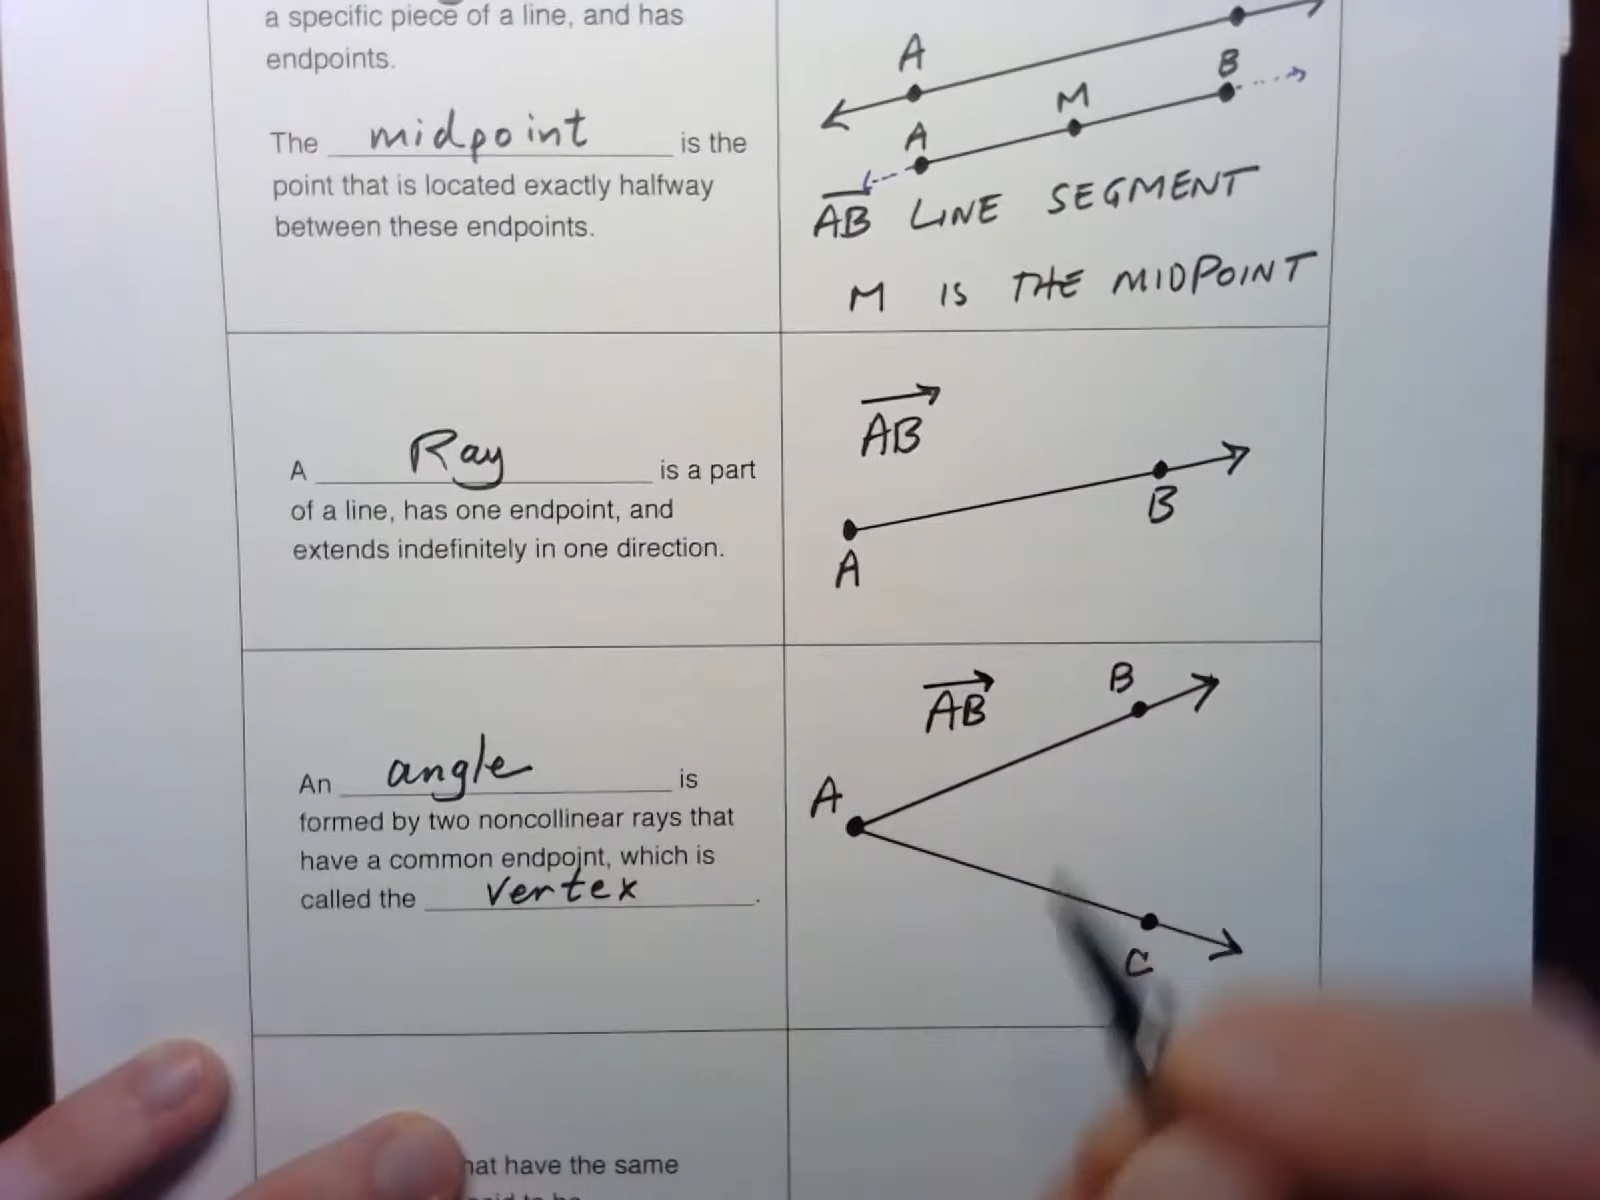 a specific piece of a line, and has
endpoints.
The midpoint is the
point that is located exactly halfway
between these endpoints.
A
B
A
M
AB LINE SEGMENT
M IS THE MIDPOINT
A Ray is a part
of a line, has one endpoint, and
extends indefinitely in one direction.
AB
A
B
An angle is
formed by two noncollinear rays that
have a common endpoint, which is
called the vertex.
AB
B
A
C
have the same